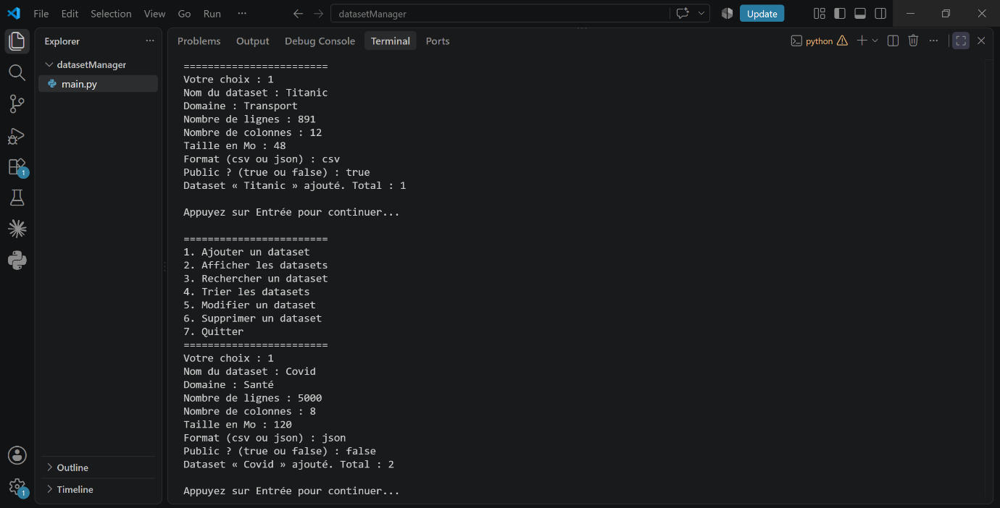 File Edit Selection View Go Run ··· datasetManager Update
Explorer ···
datasetManager
main.py
1
Outline
Timeline
1
Problems Output Debug Console Terminal Ports python ···
========================
Votre choix : 1
Nom du dataset : Titanic
Domaine : Transport
Nombre de lignes : 891
Nombre de colonnes : 12
Taille en Mo : 48
Format (csv ou json) : csv
Public ? (true ou false) : true
Dataset « Titanic » ajouté. Total : 1
Appuyez sur Entrée pour continuer...
========================
1. Ajouter un dataset
2. Afficher les datasets
3. Rechercher un dataset
4. Trier les datasets
5. Modifier un dataset
6. Supprimer un dataset
7. Quitter
========================
Votre choix : 1
Nom du dataset : Covid
Domaine : Santé
Nombre de lignes : 5000
Nombre de colonnes : 8
Taille en Mo : 120
Format (csv ou json) : json
Public ? (true ou false) : false
Dataset « Covid » ajouté. Total : 2
Appuyez sur Entrée pour continuer...